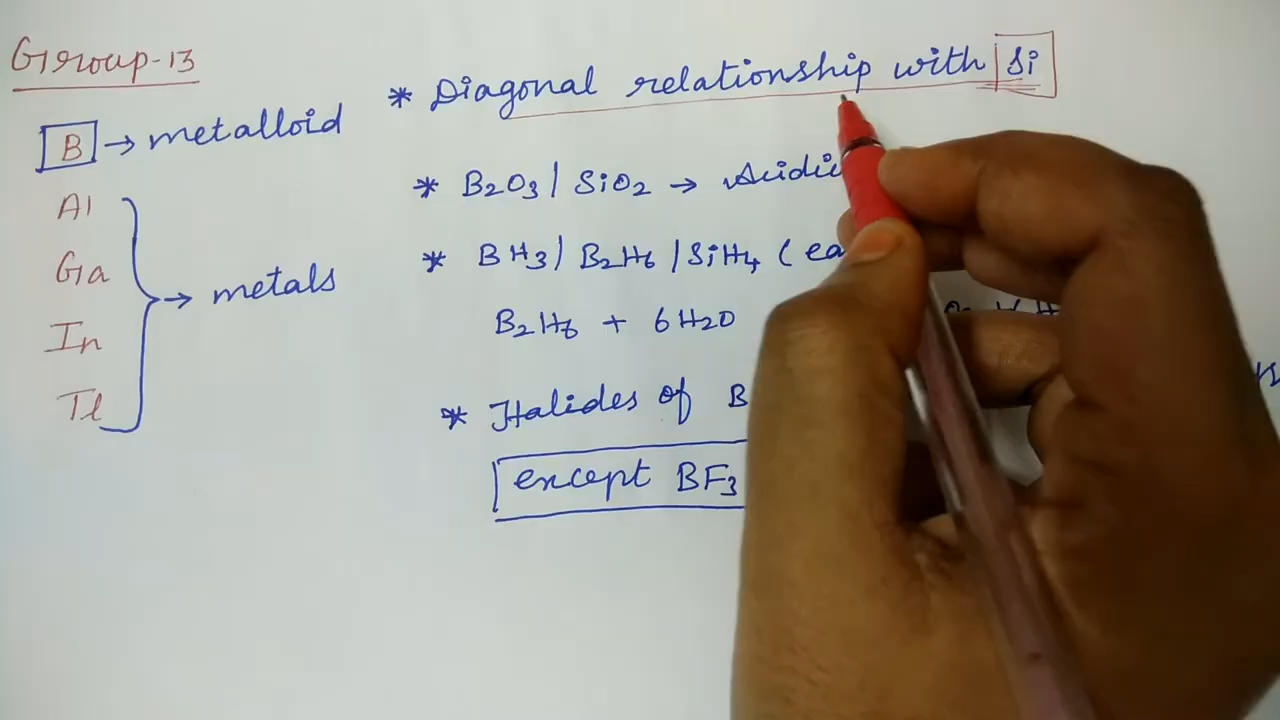 Group-13
B → metalloid
Al
Ga
In
Tl
→ metals
* Diagonal relationship with Si
* B2O3 / SiO2 → Acidic
* BH3 / B2H6 / SiH4 (
B2H6 + 6H2O
* Halides of B
except BF3